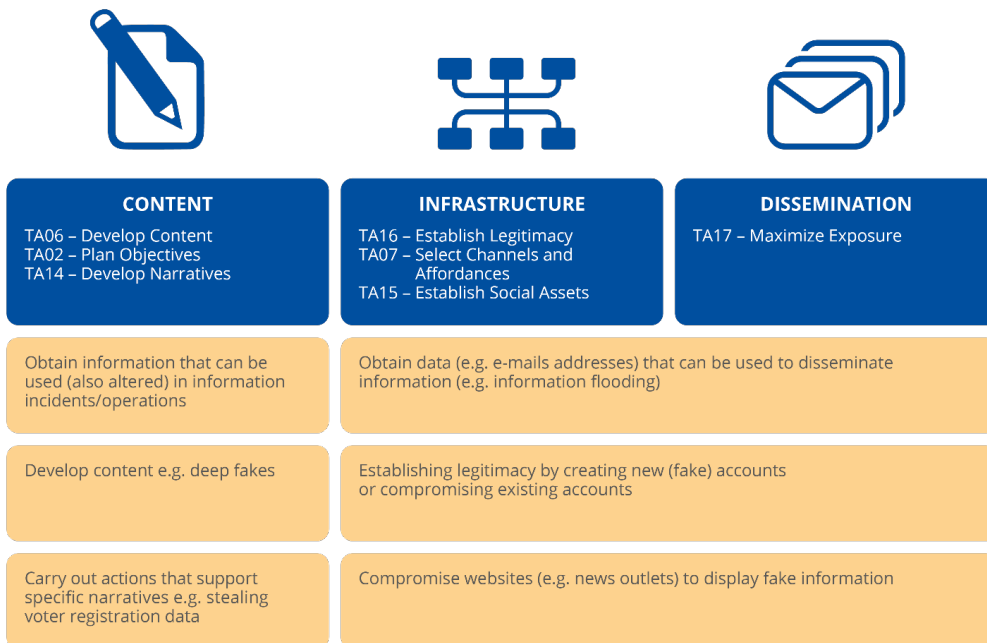 CONTENT
TA06 – Develop Content
TA02 – Plan Objectives
TA14 – Develop Narratives
INFRASTRUCTURE
TA16 – Establish Legitimacy
TA07 – Select Channels and
Affordances
TA15 – Establish Social Assets
DISSEMINATION
TA17 – Maximize Exposure
Obtain information that can be
used (also altered) in information
incidents/operations
Obtain data (e.g. e-mails addresses) that can be used to disseminate
information (e.g. information flooding)
Develop content e.g. deep fakes
Establishing legitimacy by creating new (fake) accounts
or compromising existing accounts
Carry out actions that support
specific narratives e.g. stealing
voter registration data
Compromise websites (e.g. news outlets) to display fake information